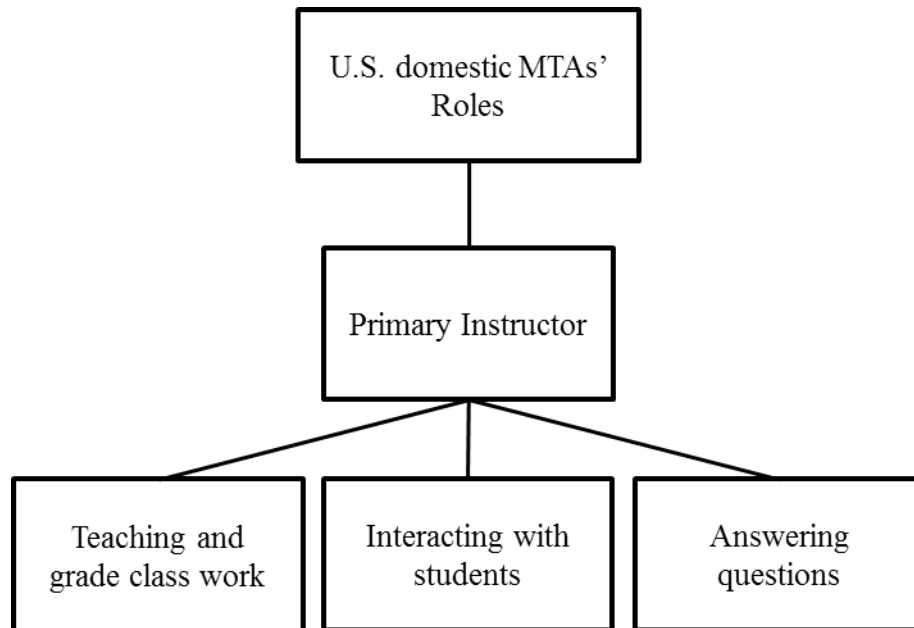 U.S. domestic MTAs’
Roles
Primary Instructor
Teaching and
grade class work
Interacting with
students
Answering
questions